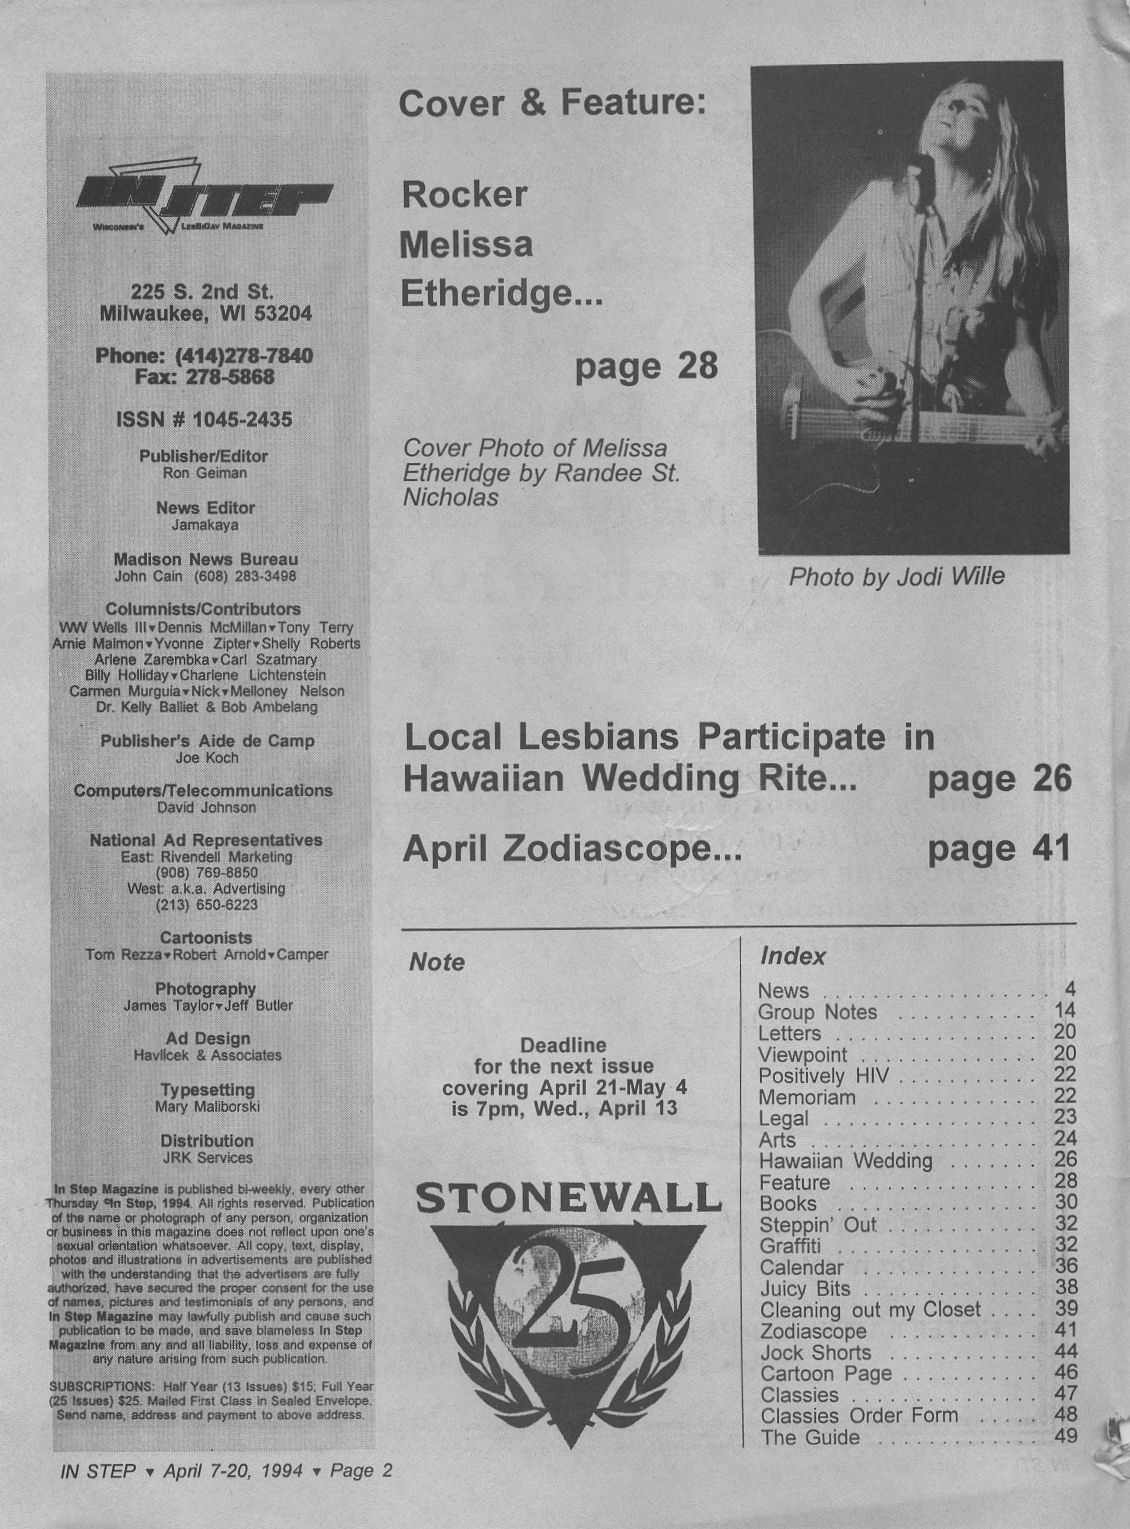 IN STEP
WISCONSIN'S LESBIGAY MAGAZINE
225 S. 2nd St.
Milwaukee, WI 53204
Phone: (414)278-7840
Fax: 278-5868
ISSN # 1045-2435
Publisher/Editor
Ron Geiman
News Editor
Jamakaya
Madison News Bureau
John Cain (608) 283-3498
Columnists/Contributors
WW Wells III▾Dennis McMillan▾Tony Terry
Arnie Malmon▾Yvonne Zipter▾Shelly Roberts
Arlene Zarembka▾Carl Szatmary
Billy Holliday▾Charlene Lichtenstein
Carmen Murguia▾Nick▾Melloney Nelson
Dr. Kelly Balliet & Bob Ambelang
Publisher's Aide de Camp
Joe Koch
Computers/Telecommunications
David Johnson
National Ad Representatives
East: Rivendell Marketing
(908) 769-8850
West: a.k.a. Advertising
(213) 650-6223
Cartoonists
Tom Rezza▾Robert Arnold▾Camper
Photography
James Taylor▾Jeff Butler
Ad Design
Havlicek & Associates
Typesetting
Mary Maliborski
Distribution
JRK Services
In Step Magazine is published bi-weekly, every other
Thursday ©In Step, 1994. All rights reserved. Publication
of the name or photograph of any person, organization
or business in this magazine does not reflect upon one's
sexual orientation whatsoever. All copy, text, display,
photos and illustrations in advertisements are published
with the understanding that the advertisers are fully
authorized, have secured the proper consent for the use
of names, pictures and testimonials of any persons, and
In Step Magazine may lawfully publish and cause such
publication to be made, and save blameless In Step
Magazine from any and all liability, loss and expense of
any nature arising from such publication.
SUBSCRIPTIONS: Half Year (13 Issues) $15; Full Year
(25 Issues) $25. Mailed First Class in Sealed Envelope.
Send name, address and payment to above address.
Cover & Feature:
Rocker
Melissa
Etheridge...
page 28
Cover Photo of Melissa
Etheridge by Randee St.
Nicholas
Photo by Jodi Wille
Local Lesbians Participate in
Hawaiian Wedding Rite... page 26
April Zodiascope... page 41
Note
Deadline
for the next issue
covering April 21-May 4
is 7pm, Wed., April 13
STONEWALL
25
Index
News . . . . . . . . . . . . . . . . . . 4
Group Notes . . . . . . . . . . . 14
Letters . . . . . . . . . . . . . . . . 20
Viewpoint . . . . . . . . . . . . . . 20
Positively HIV . . . . . . . . . . . 22
Memoriam . . . . . . . . . . . . . 22
Legal . . . . . . . . . . . . . . . . . 23
Arts . . . . . . . . . . . . . . . . . . 24
Hawaiian Wedding . . . . . . . 26
Feature . . . . . . . . . . . . . . . 28
Books . . . . . . . . . . . . . . . . 30
Steppin' Out . . . . . . . . . . . 32
Graffiti . . . . . . . . . . . . . . . . 32
Calendar . . . . . . . . . . . . . . 36
Juicy Bits . . . . . . . . . . . . . . 38
Cleaning out my Closet . . . . 39
Zodiascope . . . . . . . . . . . . 41
Jock Shorts . . . . . . . . . . . . 44
Cartoon Page . . . . . . . . . . . 46
Classies . . . . . . . . . . . . . . . 47
Classies Order Form . . . . . 48
The Guide . . . . . . . . . . . . . 49
IN STEP ▾ April 7-20, 1994 ▾ Page 2